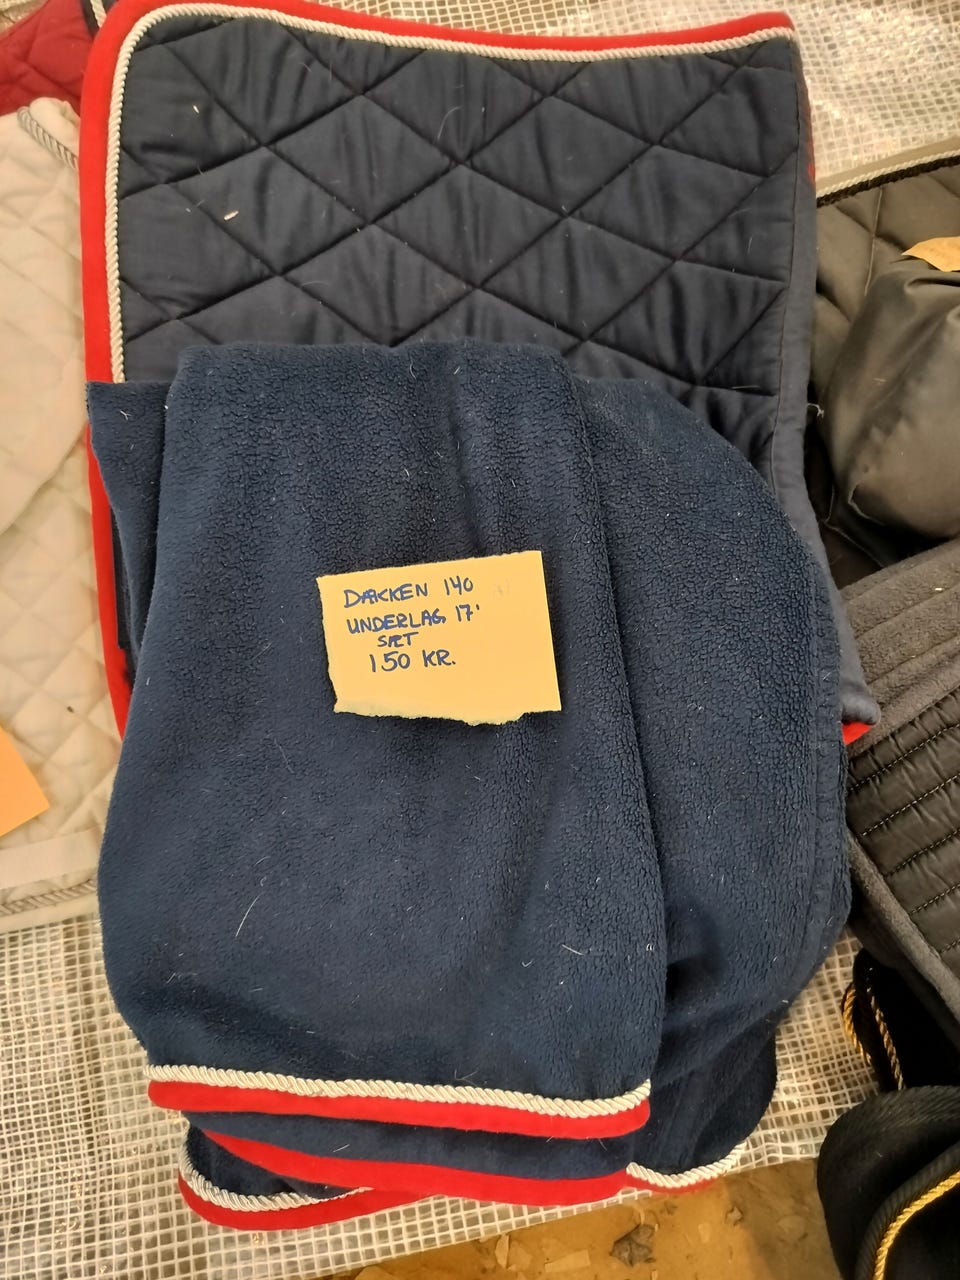 DÆKKEN 140
UNDERLAG 17'
SÆT
150 KR.